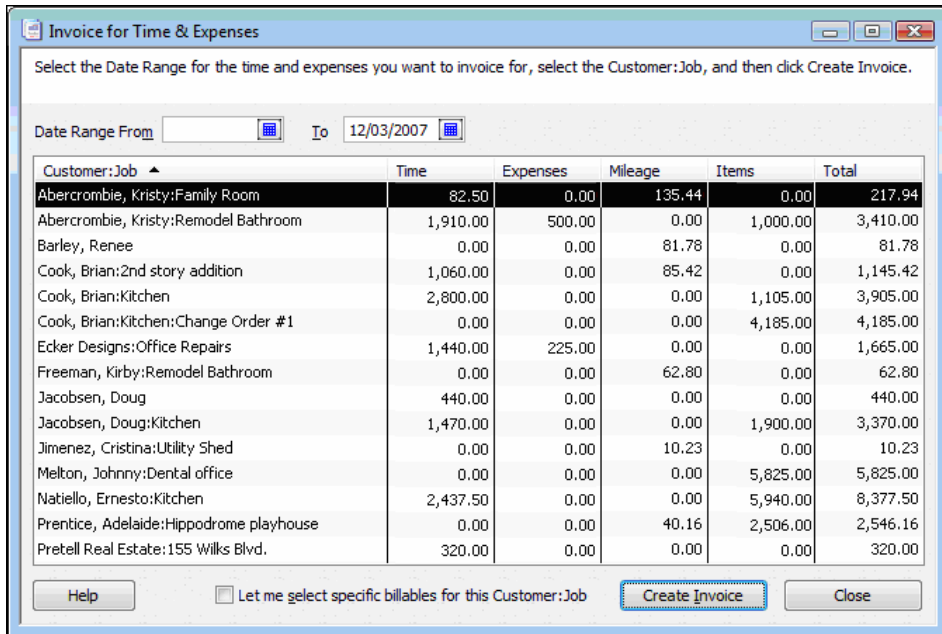 Invoice for Time & Expenses
Select the Date Range for the time and expenses you want to invoice for, select the Customer:Job, and then click Create Invoice.
Date Range From To 12/03/2007
Customer:Job Time Expenses Mileage Items Total
Abercrombie, Kristy:Family Room 82.50 0.00 135.44 0.00 217.94
Abercrombie, Kristy:Remodel Bathroom 1,910.00 500.00 0.00 1,000.00 3,410.00
Barley, Renee 0.00 0.00 81.78 0.00 81.78
Cook, Brian:2nd story addition 1,060.00 0.00 85.42 0.00 1,145.42
Cook, Brian:Kitchen 2,800.00 0.00 0.00 1,105.00 3,905.00
Cook, Brian:Kitchen:Change Order #1 0.00 0.00 0.00 4,185.00 4,185.00
Ecker Designs:Office Repairs 1,440.00 225.00 0.00 0.00 1,665.00
Freeman, Kirby:Remodel Bathroom 0.00 0.00 62.80 0.00 62.80
Jacobsen, Doug 440.00 0.00 0.00 0.00 440.00
Jacobsen, Doug:Kitchen 1,470.00 0.00 0.00 1,900.00 3,370.00
Jimenez, Cristina:Utility Shed 0.00 0.00 10.23 0.00 10.23
Melton, Johnny:Dental office 0.00 0.00 0.00 5,825.00 5,825.00
Natiello, Ernesto:Kitchen 2,437.50 0.00 0.00 5,940.00 8,377.50
Prentice, Adelaide:Hippodrome playhouse 0.00 0.00 40.16 2,506.00 2,546.16
Pretell Real Estate:155 Wilks Blvd. 320.00 0.00 0.00 0.00 320.00
Help Let me select specific billables for this Customer:Job Create Invoice Close